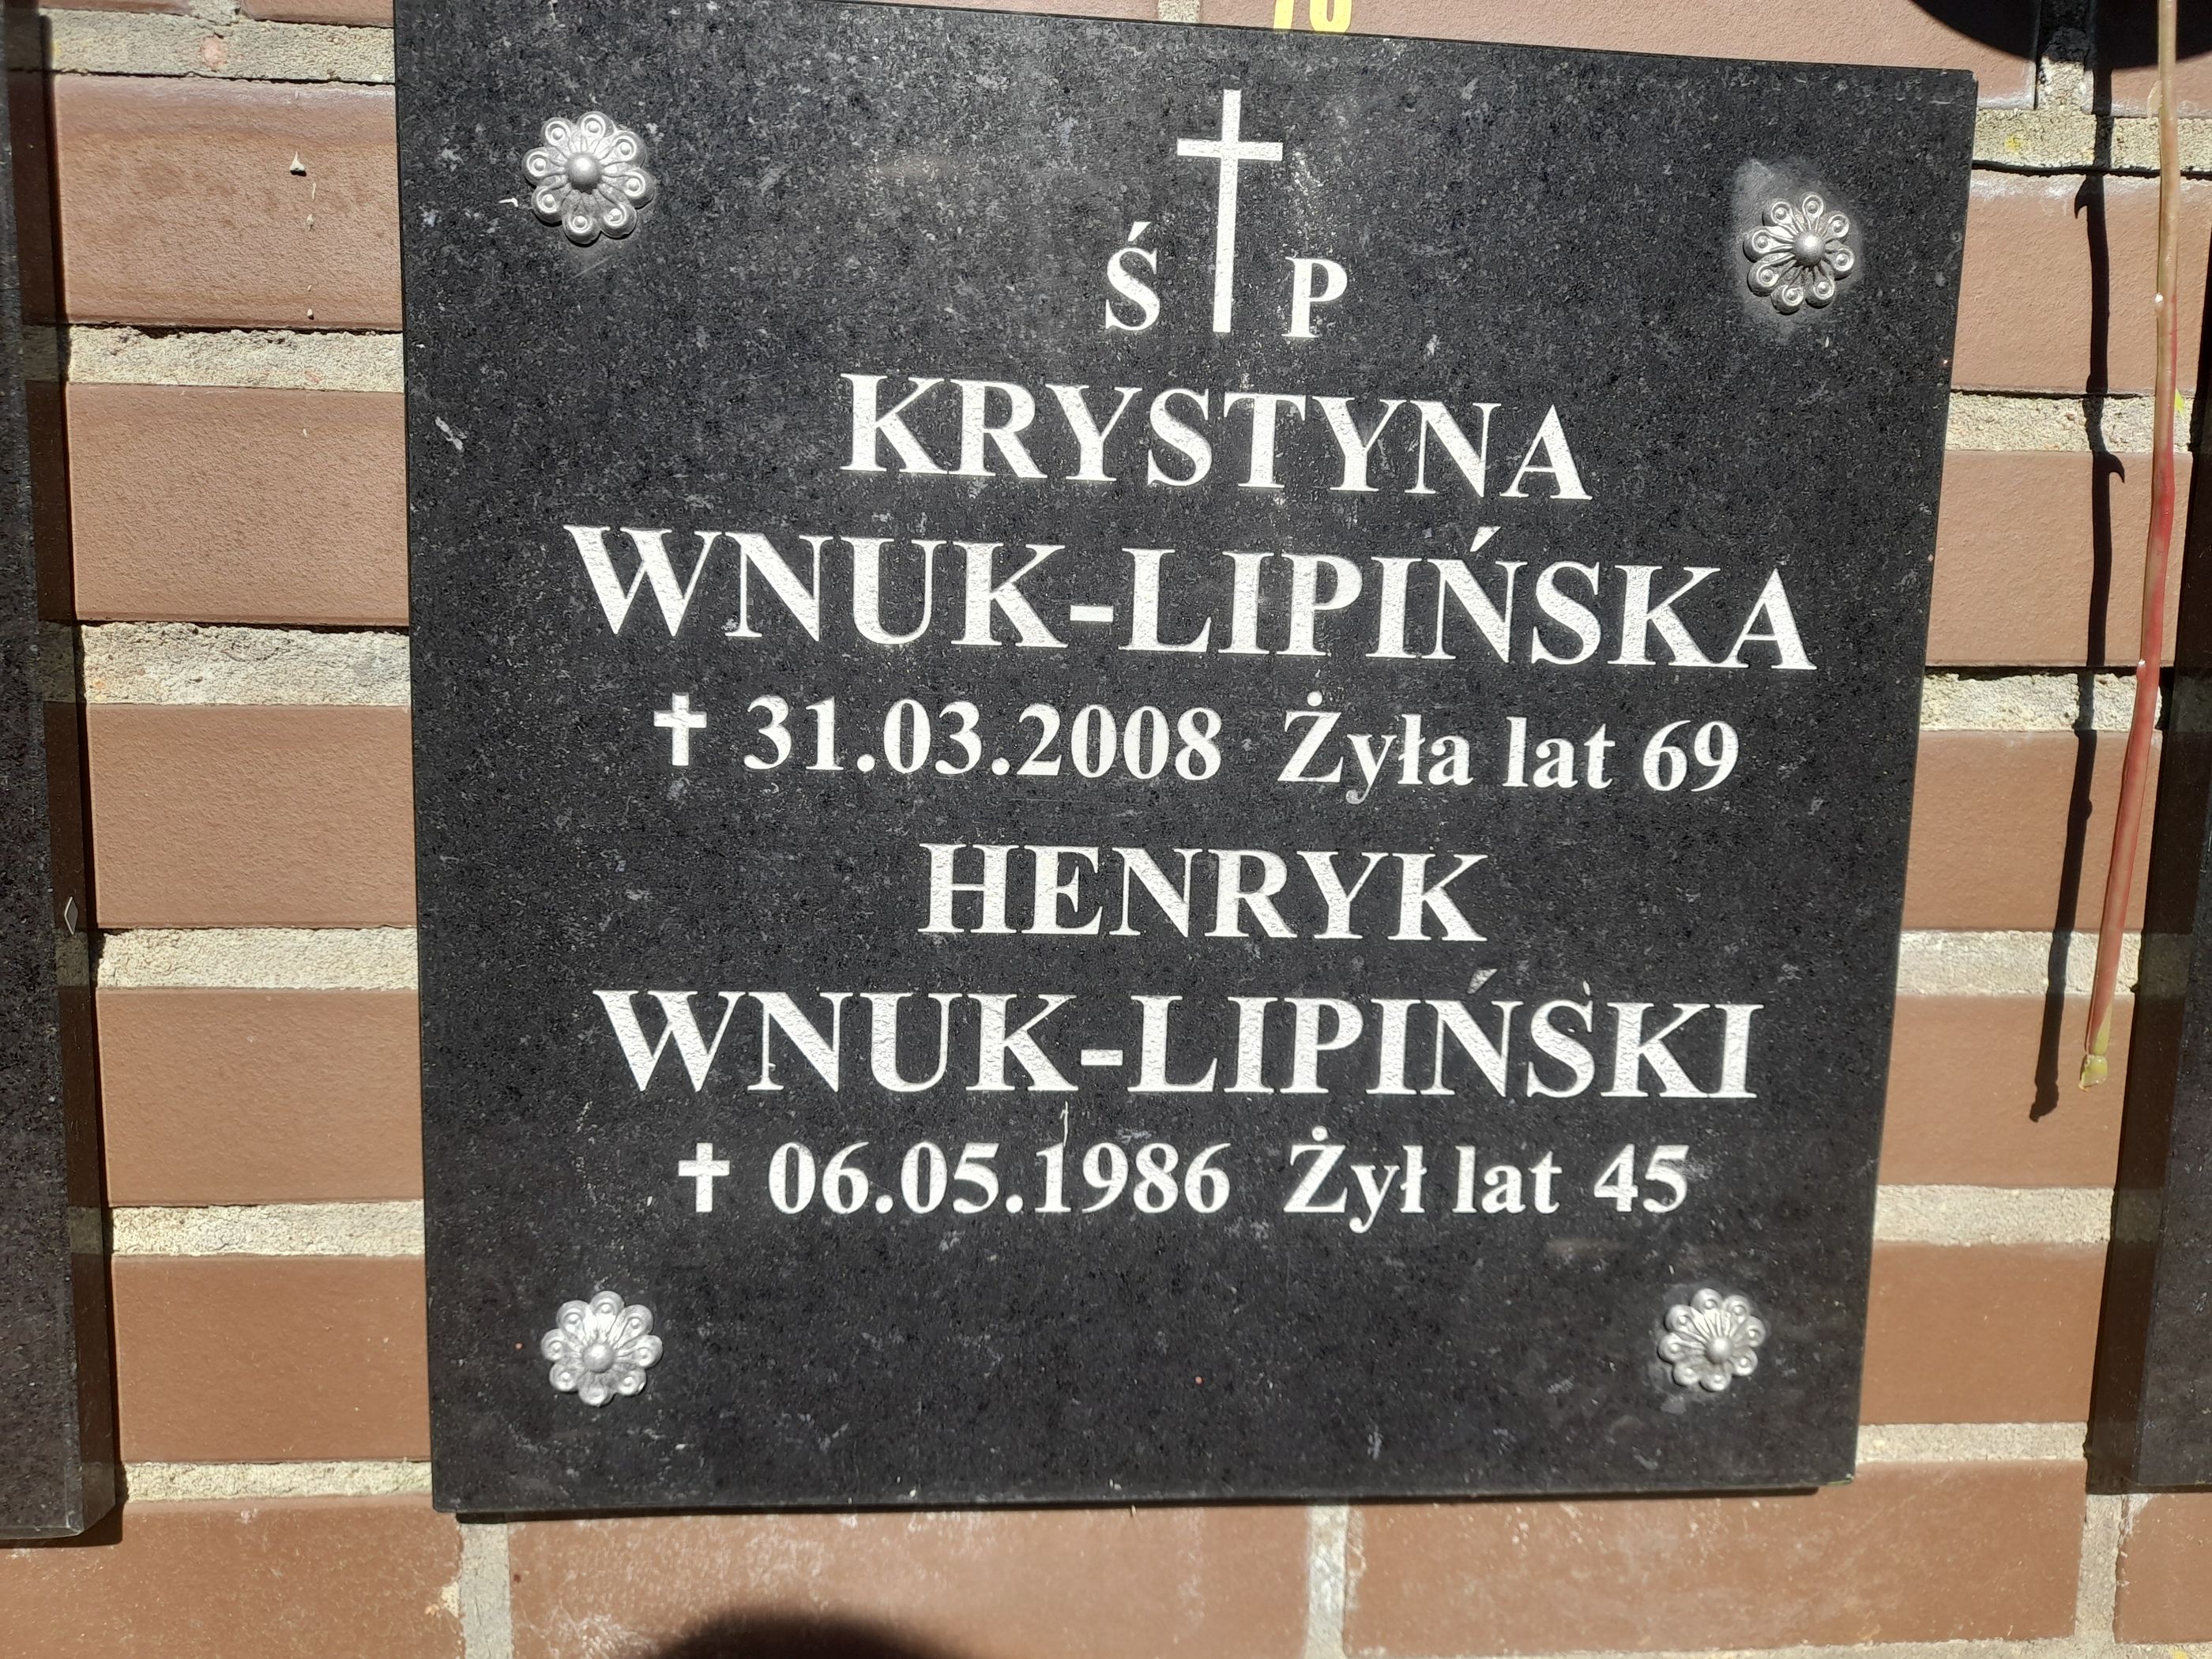 Ś P
KRYSTYNA
WNUK-LIPIŃSKA
✝ 31.03.2008 Żyła lat 69
HENRYK
WNUK-LIPIŃSKI
✝ 06.05.1986 Żył lat 45